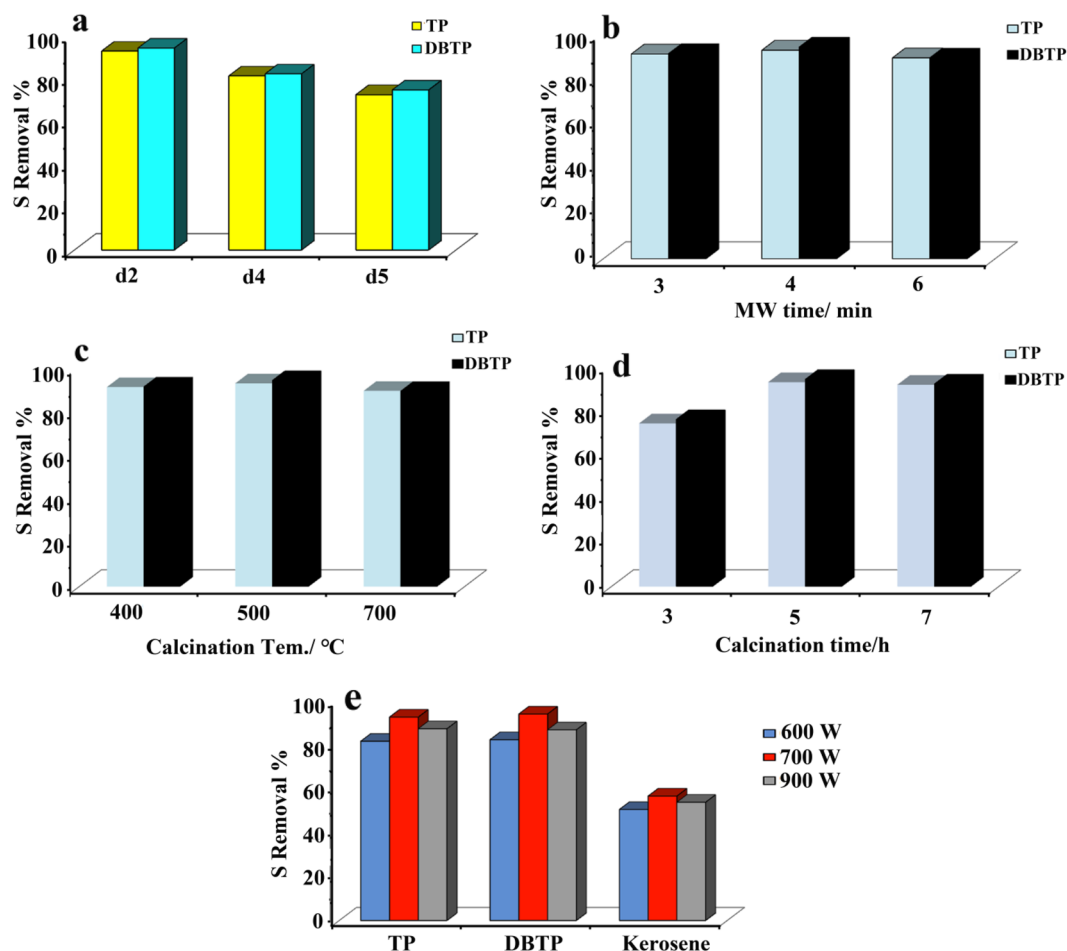 a
TP
DBTP
S Removal %
100
80
60
40
20
0
d2 d4 d5
b
TP
DBTP
S Removal %
100
80
60
40
20
0
3 4 6
MW time/ min
c
TP
DBTP
S Removal %
100
80
60
40
20
0
400 500 700
Calcination Tem./ °C
d
TP
DBTP
S Removal %
100
80
60
40
20
0
3 5 7
Calcination time/h
e
600 W
700 W
900 W
S Removal %
100
80
60
40
20
0
TP DBTP Kerosene